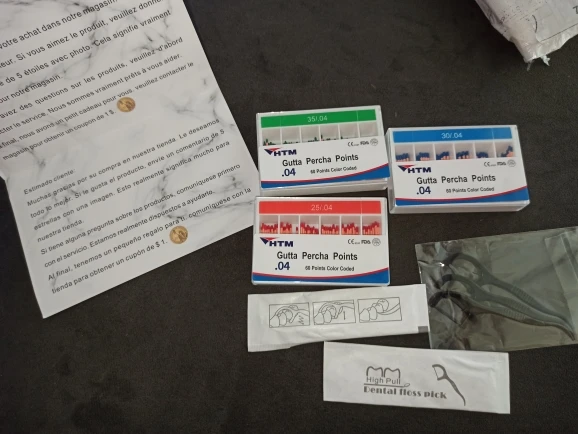 votre achat dans notre magasin
eur. Si vous aimez le produit, veuillez donne
e de 5 étoiles avec photo. Cela signifie vraiment
our notre magasin.
avez des questions sur les produits, veuillez d'abord
cter le service. Nous sommes vraiment prêts à vous aider.
final, nous avons un petit cadeau pour vous, veuillez contacter le
magasin pour obtenir un coupon de 1 $.
Estimado cliente
Muchas gracias por su compra en nuestra tienda. Le deseamos
todo lo mejor. Si le gusta el producto, envíe un comentario de 5
estrellas con una imagen. Esto realmente significa mucho para
nuestra tienda.
Si tiene alguna pregunta sobre los productos, comuníquese primero
con el servicio. Estamos realmente dispuestos a ayudarlo.
Al final, tenemos un pequeño regalo para ti, comuníquese con la
tienda para obtener un cupón de $ 1.
35/.04
HTM
CE FDA
Gutta Percha Points
.04
60 Points Color Coded
30/.04
HTM
CE FDA
Gutta Percha Points
.04
60 Points Color Coded
25/.04
HTM
CE FDA
Gutta Percha Points
.04
60 Points Color Coded
High Pull
Dental floss pick